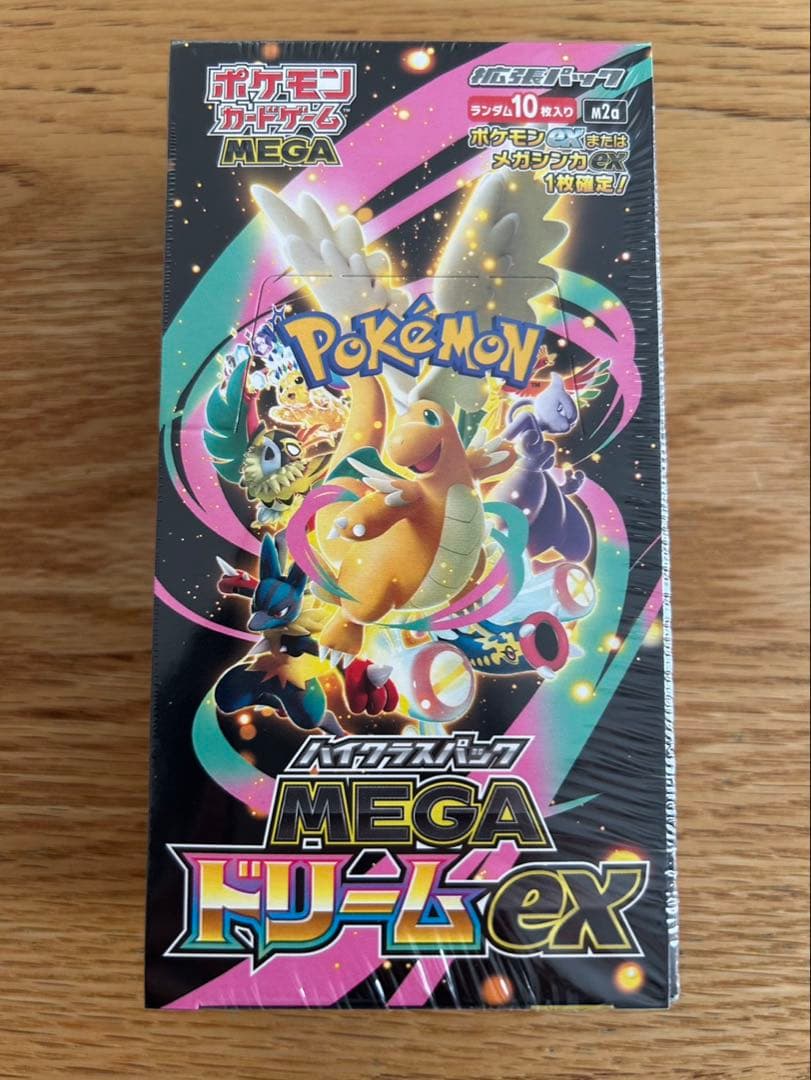 ポケモン
カードゲーム
MEGA
拡張パック
ランダム10枚入り
M2a
ポケモンexまたは
メガシンカex
1枚確定!
POKéMON
TM
ハイクラスパック
MEGA
ドリームex